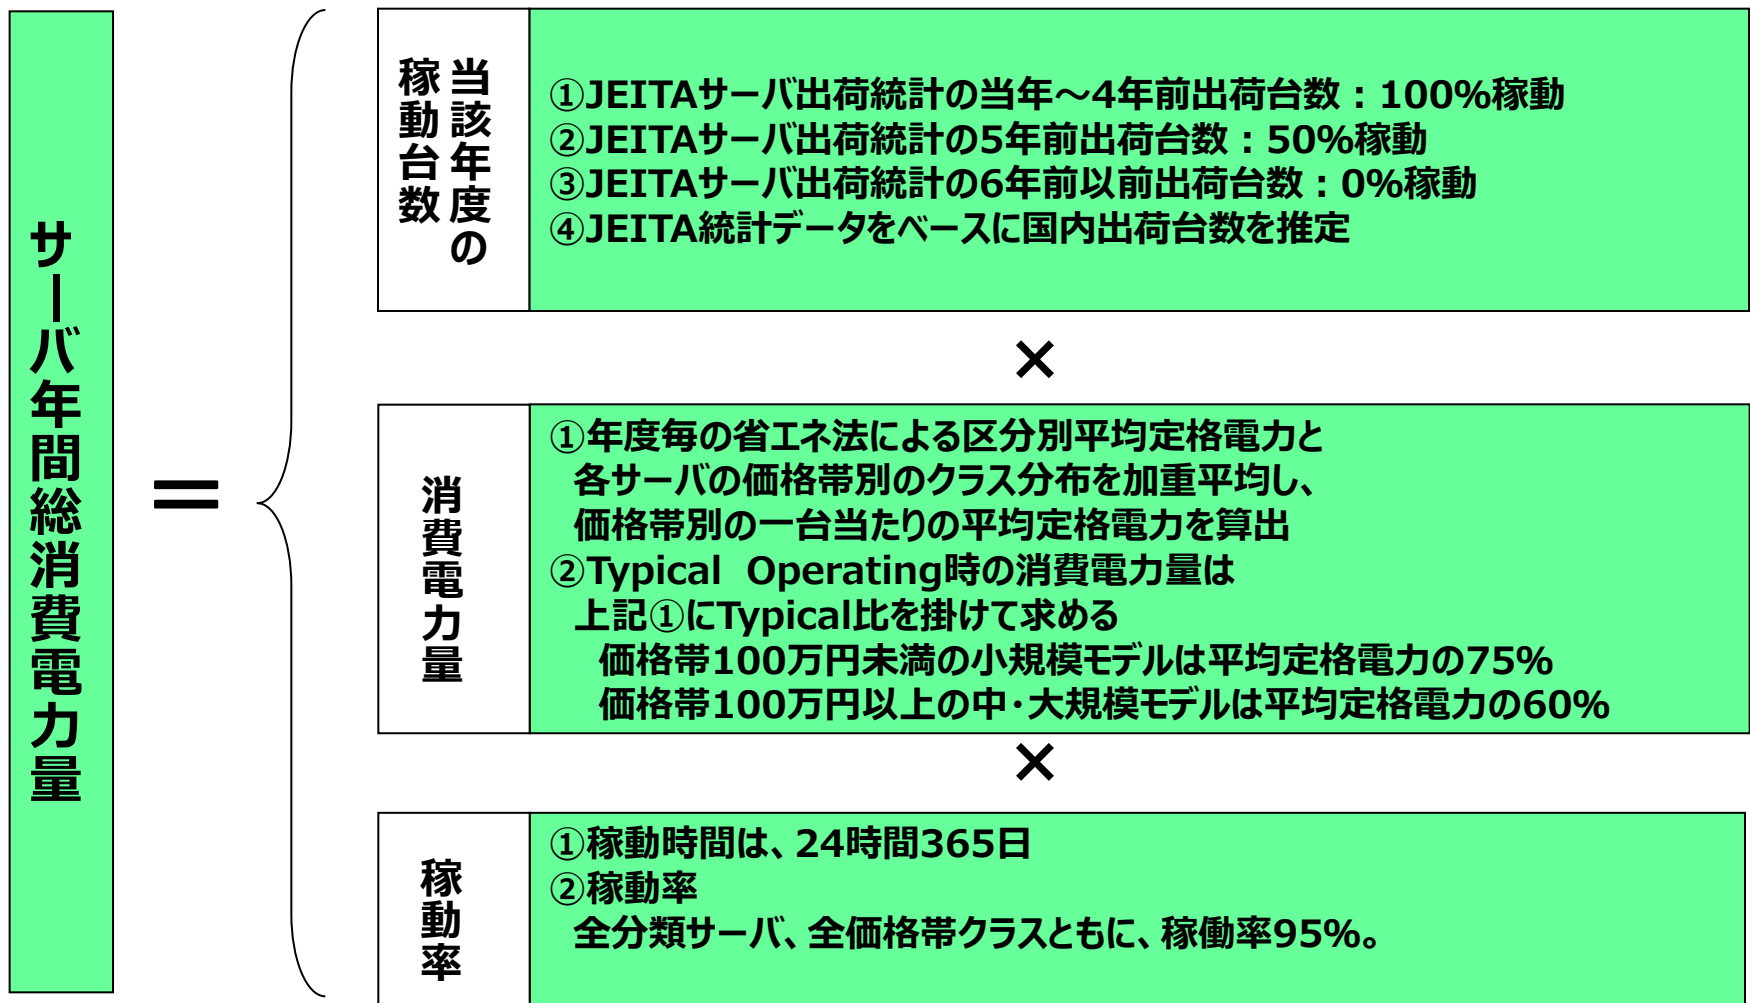 サーバ年間総消費電力量
＝
当該年度の
稼動台数
①JEITAサーバ出荷統計の当年～4年前出荷台数：100%稼動
②JEITAサーバ出荷統計の5年前出荷台数：50%稼動
③JEITAサーバ出荷統計の6年前以前出荷台数：0%稼動
④JEITA統計データをベースに国内出荷台数を推定
×
消費電力量
①年度毎の省エネ法による区分別平均定格電力と
各サーバの価格帯別のクラス分布を加重平均し、
価格帯別の一台当たりの平均定格電力を算出
②Typical Operating時の消費電力量は
上記①にTypical比を掛けて求める
価格帯100万円未満の小規模モデルは平均定格電力の75%
価格帯100万円以上の中・大規模モデルは平均定格電力の60%
×
稼動率
①稼動時間は、24時間365日
②稼動率
全分類サーバ、全価格帯クラスともに、稼働率95%。